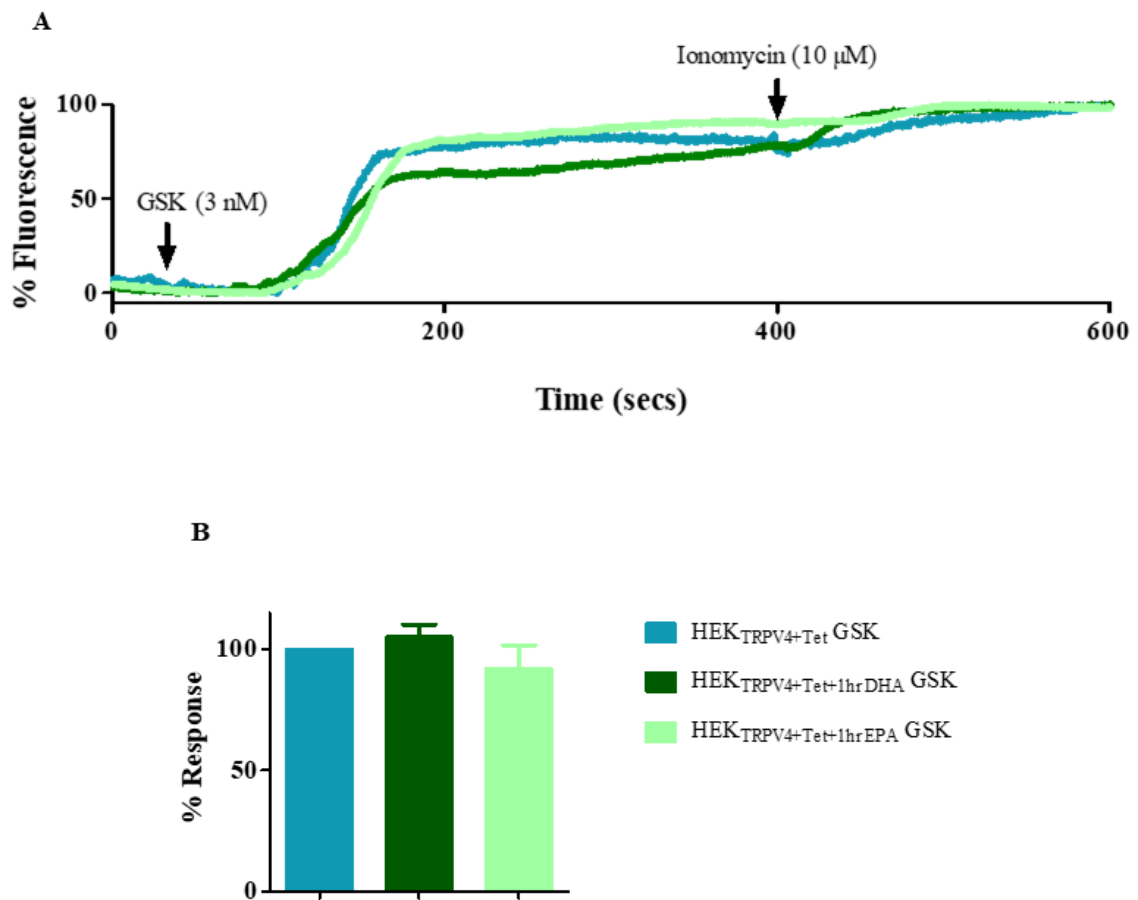 A
Ionomycin (10 μM)
100
GSK (3 nM)
50
% Fluorescence
0
0 200 400 600
Time (secs)
B
HEKTRPV4+Tet GSK
100
HEKTRPV4+Tet+1hrDHA GSK
HEKTRPV4+Tet+1hrEPA GSK
50
% Response
0